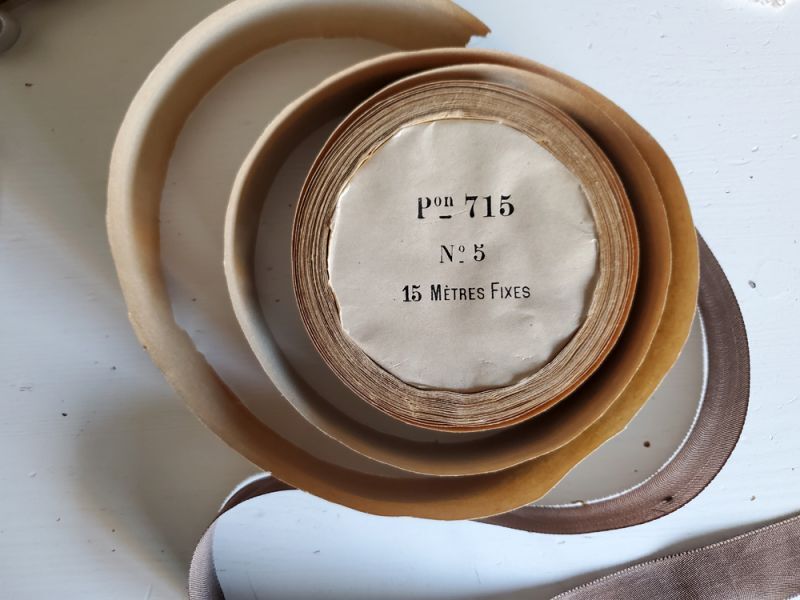 Pon 715
No 5
15 MÈTRES FIXES